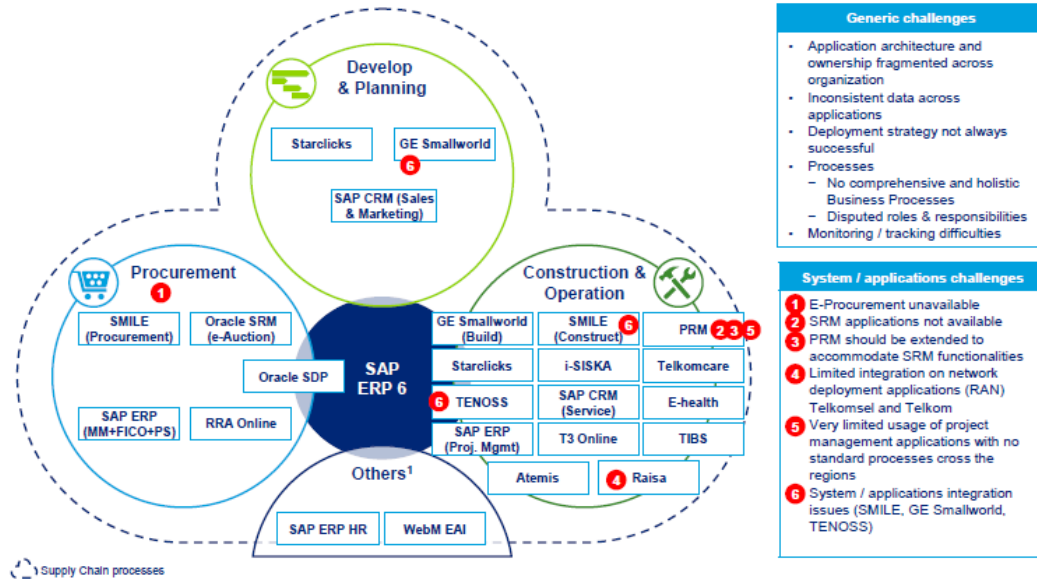 Develop
& Planning
Starclicks
GE Smallworld
6
SAP CRM (Sales
& Marketing)
Procurement
1
SMILE
(Procurement)
Oracle SRM
(e-Auction)
Oracle SDP
SAP ERP
(MM+FICO+PS)
RRA Online
SAP
ERP 6
Construction &
Operation
GE Smallworld
(Build)
SMILE
(Construct)
6
PRM
2 3 5
Starclicks
i-SISKA
Telkomcare
6
TENOSS
SAP CRM
(Service)
E-health
SAP ERP
(Proj. Mgmt)
T3 Online
TIBS
Atemis
4
Raisa
Others1
SAP ERP HR
WebM EAI
Supply Chain processes
Generic challenges
• Application architecture and
ownership fragmented across
organization
• Inconsistent data across
applications
• Deployment strategy not always
successful
• Processes
− No comprehensive and holistic
Business Processes
− Disputed roles & responsibilities
• Monitoring / tracking difficulties
System / applications challenges
1 E-Procurement unavailable
2 SRM applications not available
3 PRM should be extended to
accommodate SRM functionalities
4 Limited integration on network
deployment applications (RAN)
Telkomsel and Telkom
5 Very limited usage of project
management applications with no
standard processes cross the
regions
6 System / applications integration
issues (SMILE, GE Smallworld,
TENOSS)